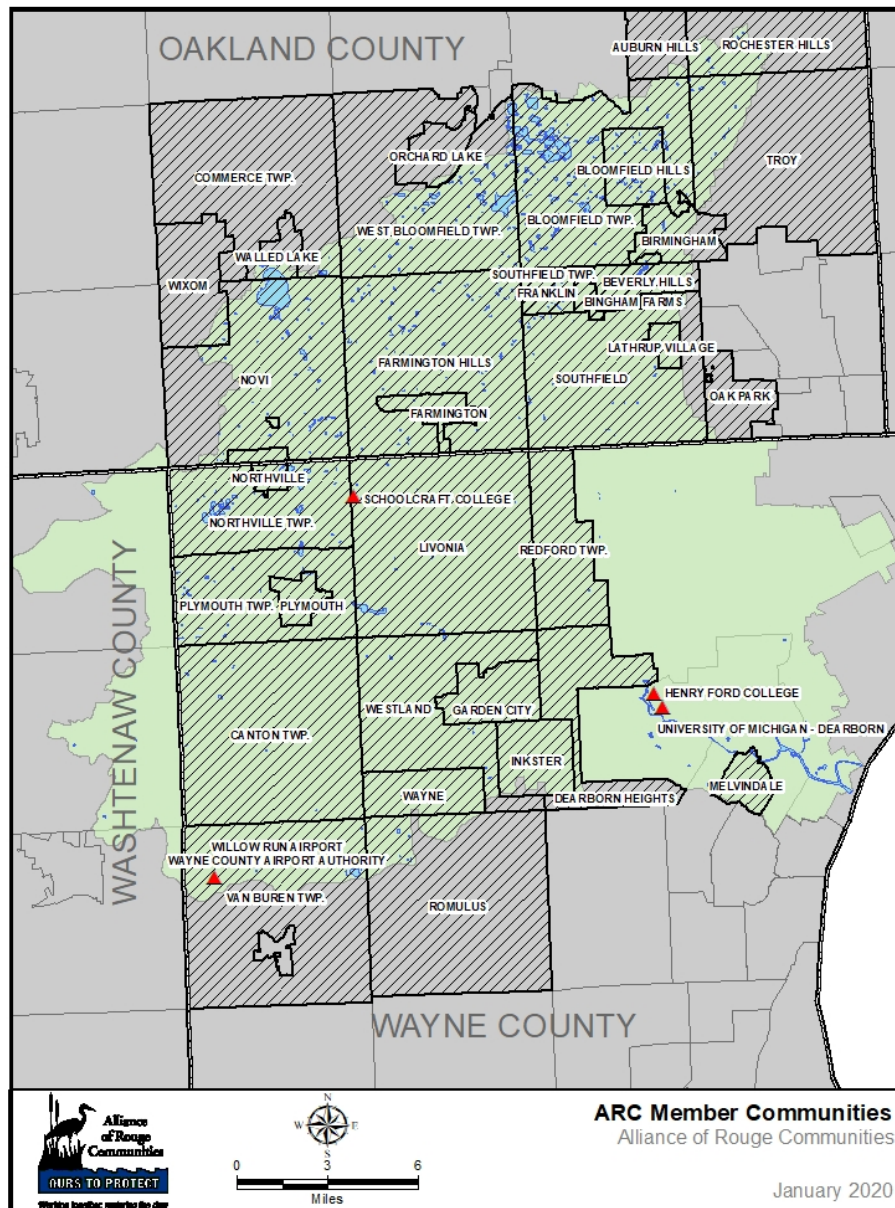 OAKLAND COUNTY
AUBURN HILLS
ROCHESTER HILLS
ORCHARD LAKE
TROY
COMMERCE TWP.
BLOOMFIELD HILLS
WEST BLOOMFIELD TWP.
BLOOMFIELD TWP.
BIRMINGHAM
WALLED LAKE
SOUTHFIELD TWP.
WIXOM
BEVERLY HILLS
FRANKLIN
BINGHAM FARMS
LATHRUP VILLAGE
FARMINGTON HILLS
NOVI
SOUTHFIELD
OAK PARK
FARMINGTON
NORTHVILLE
SCHOOLCRAFT COLLEGE
NORTHVILLE TWP.
LIVONIA
REDFORD TWP.
WASHTENAW COUNTY
PLYMOUTH TWP.
PLYMOUTH
HENRY FORD COLLEGE
WESTLAND
GARDEN CITY
UNIVERSITY OF MICHIGAN - DEARBORN
CANTON TWP.
INKSTER
MELVINDALE
WAYNE
DEARBORN HEIGHTS
WILLOW RUN AIRPORT
WAYNE COUNTY AIRPORT AUTHORITY
VAN BUREN TWP.
ROMULUS
WAYNE COUNTY
Alliance
of Rouge
Communities
OURS TO PROTECT
Working together, restoring the river
N
W E
S
0 3 6
Miles
ARC Member Communities
Alliance of Rouge Communities
January 2020